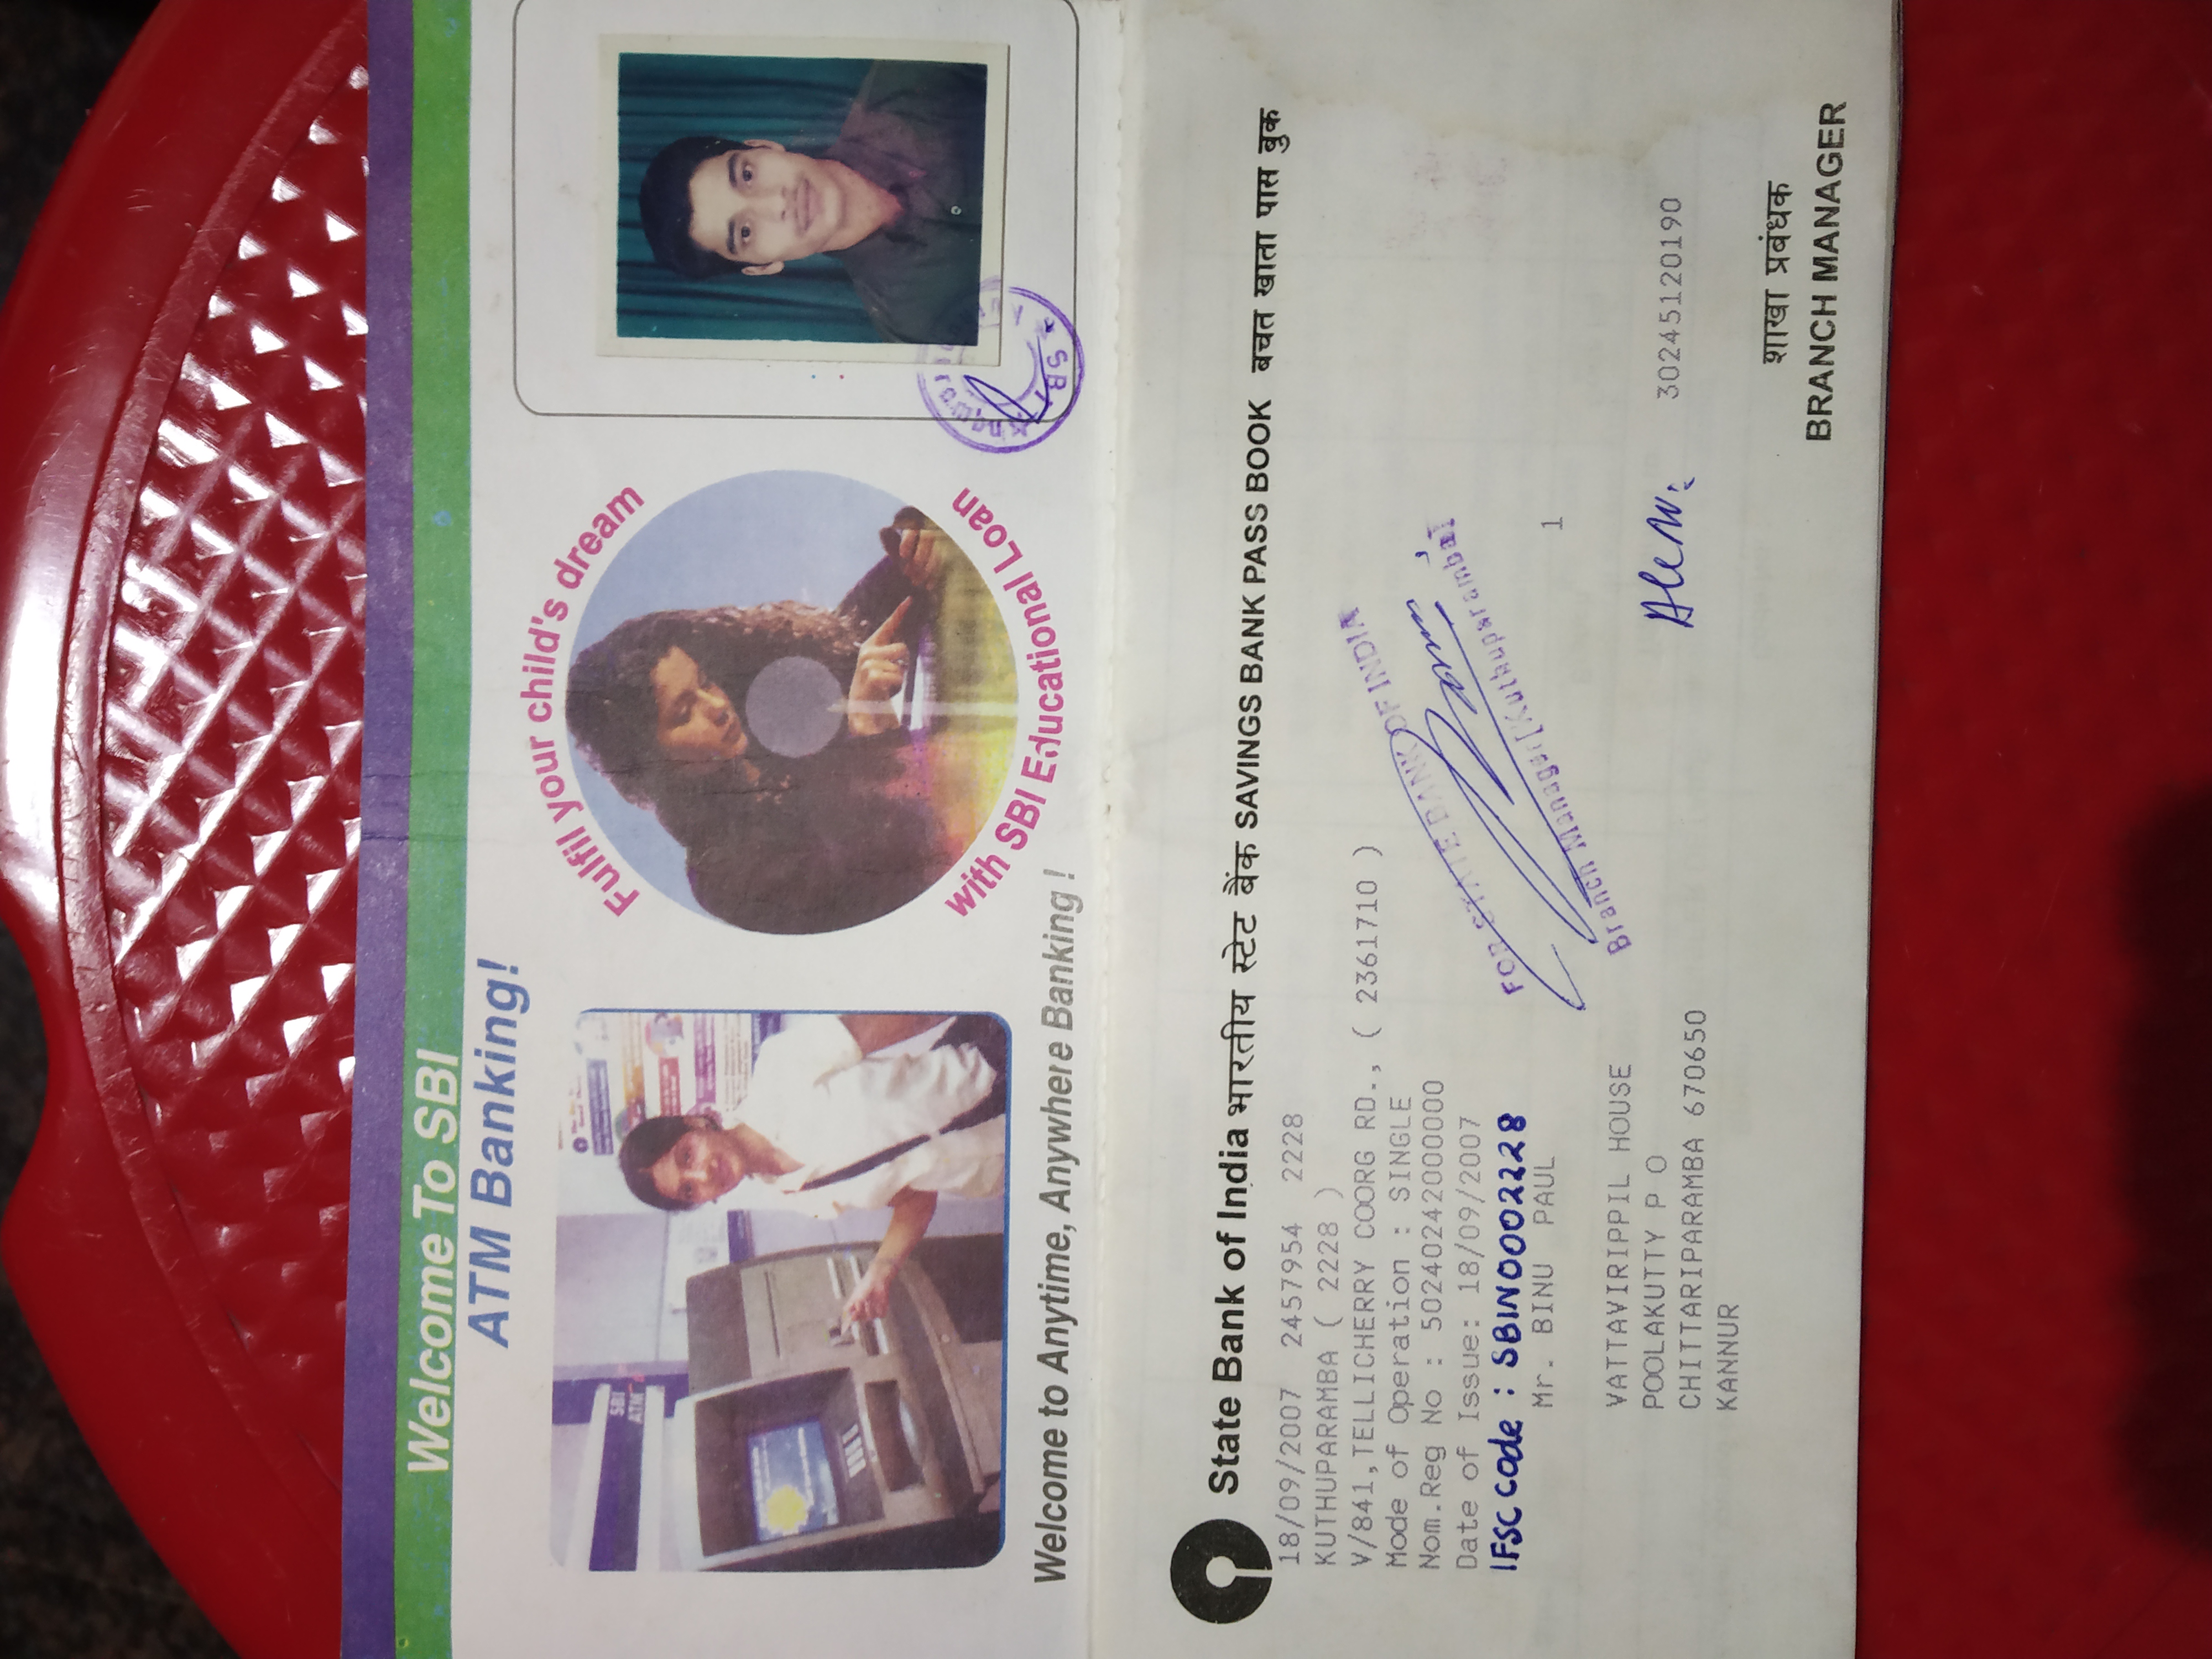 Welcome To SBI
ATM Banking!
SBI
ATM
Welcome to Anytime, Anywhere Banking !
Fulfil your child's dream
with SBI Educational Loan
SB
State Bank of India भारतीय स्टेट बैंक SAVINGS BANK PASS BOOK बचत खाता पास बुक
18/09/2007 2457954 2228
KUTHUPARAMBA ( 2228 )
V/841,TELLICHERRY COORG RD., ( 2361710 )
Mode of Operation : SINGLE
Nom.Reg No : 5024024200000
Date of Issue: 18/09/2007
IFSC Code : SBIN0002228
Mr. BINU PAUL
1
VATTAVIRIPPIL HOUSE
POOLAKUTTY P O
CHITTARIPARAMBA 670650
KANNUR
FOR STATE BANK OF INDIA
Branch Manager[Kuthuparamba]
30245120190
शाखा प्रबंधक
BRANCH MANAGER